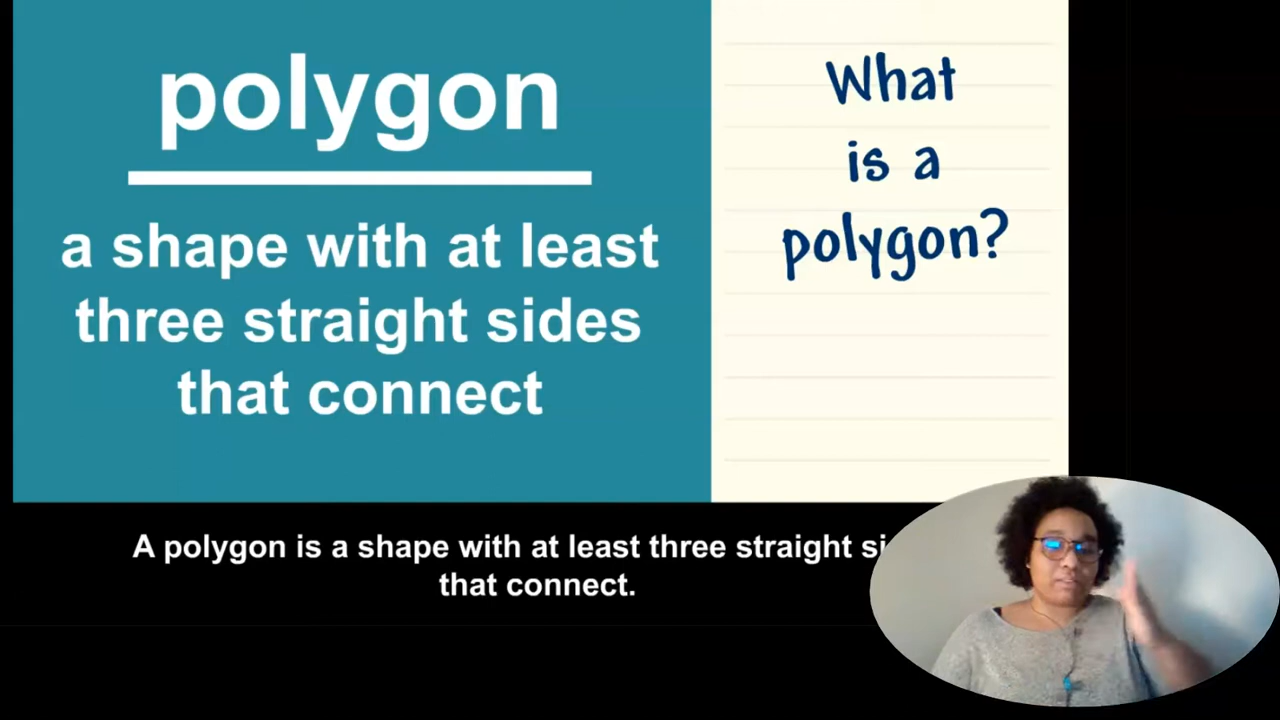 polygon
a shape with at least
three straight sides
that connect
What
is a
polygon?
A polygon is a shape with at least three straight
that connect.